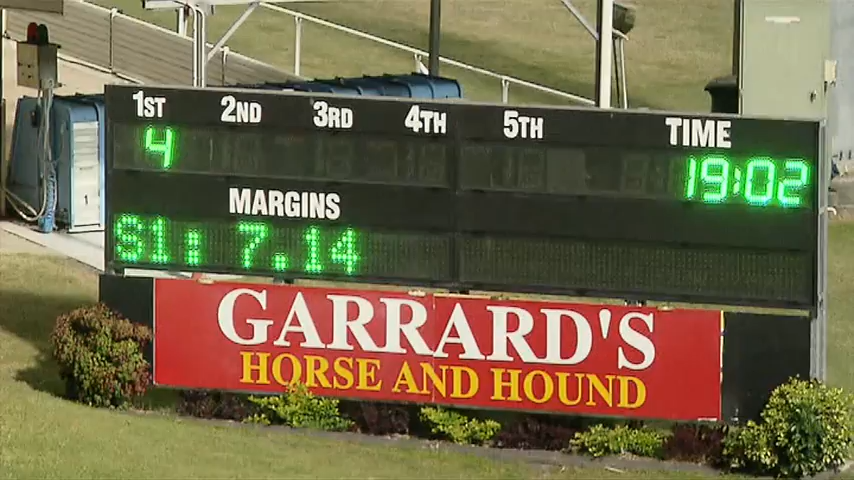 1ST 2ND 3RD 4TH 5TH TIME
4 19:02
MARGINS
S1: 7.14
GARRARD'S
HORSE AND HOUND